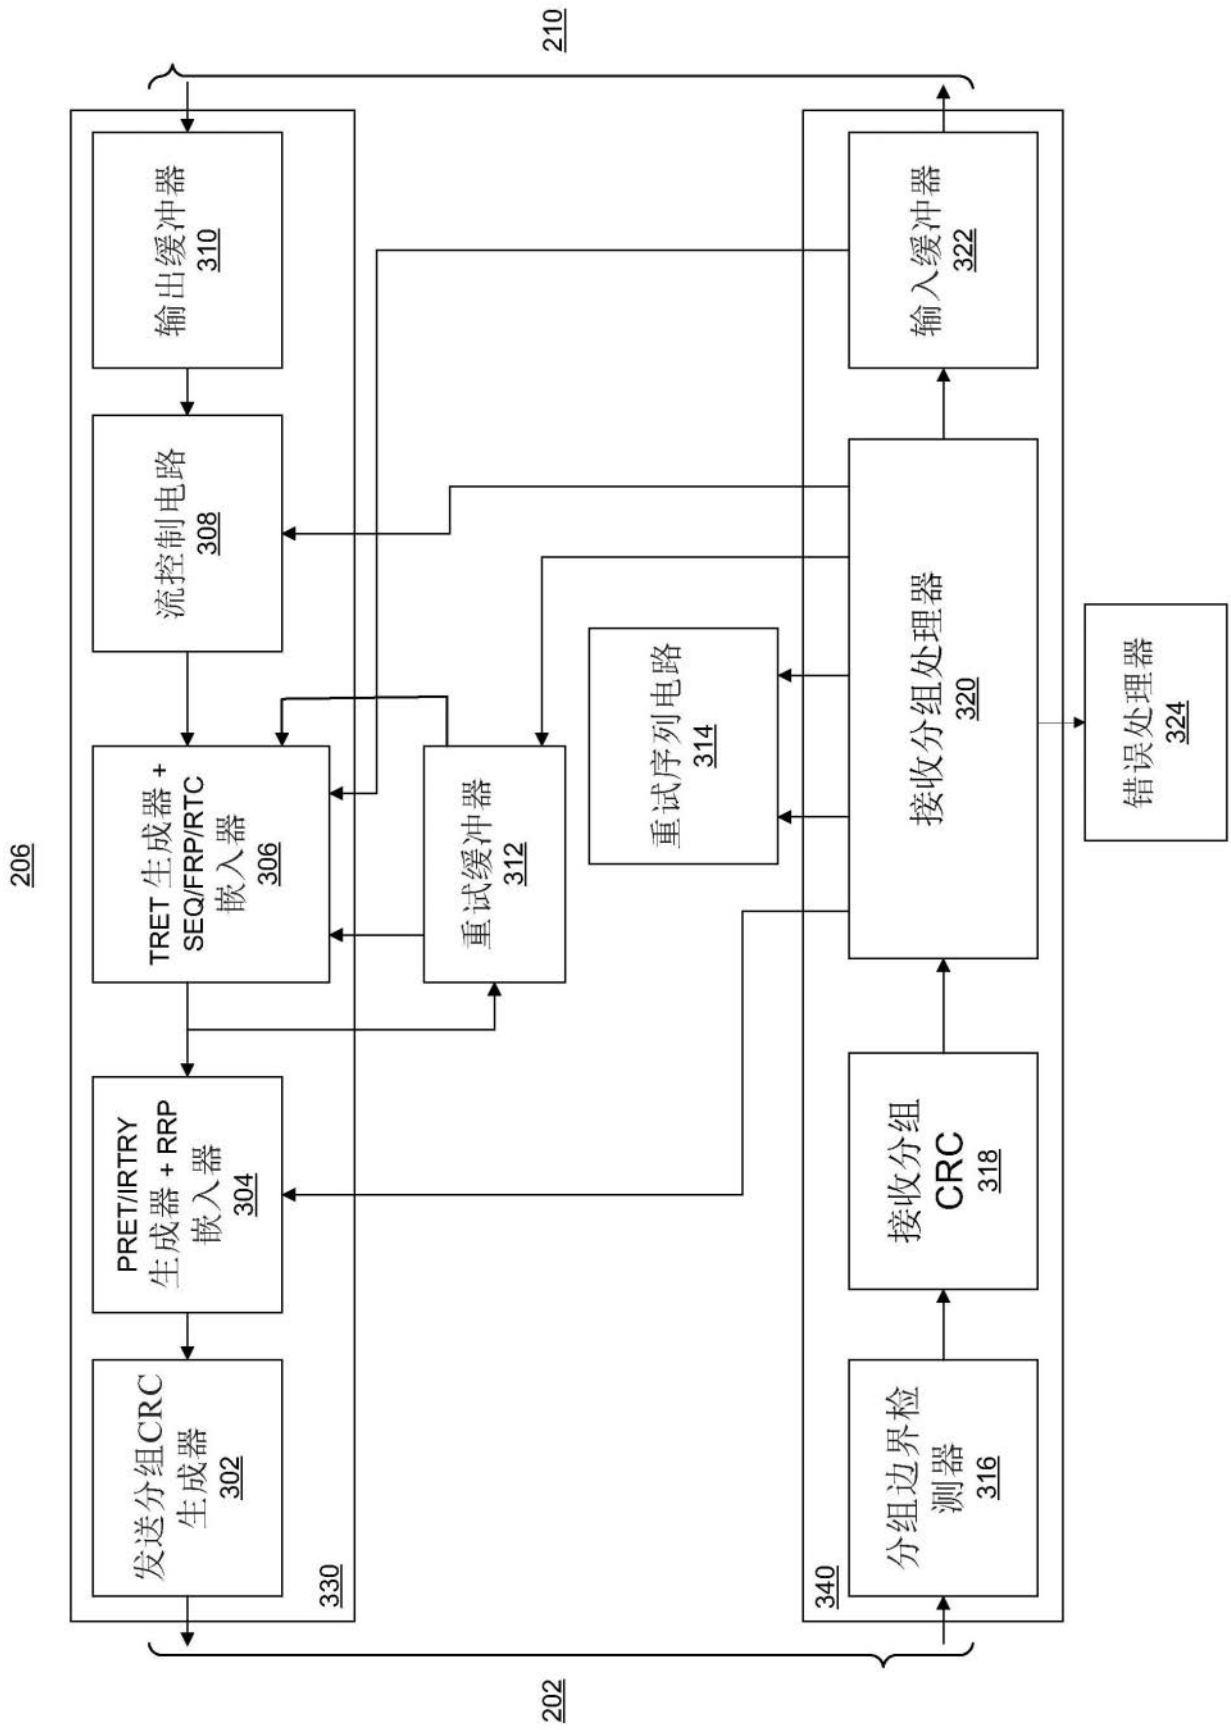 206
202
210
330
发送分组CRC
生成器
302
PRET/IRTRY
生成器 + RRP
嵌入器
304
TRET 生成器 +
SEQ/FRP/RTC
嵌入器
306
流控制电路
308
输出缓冲器
310
重试缓冲器
312
重试序列电路
314
340
分组边界检
测器
316
接收分组
CRC
318
接收分组处理器
320
输入缓冲器
322
错误处理器
324